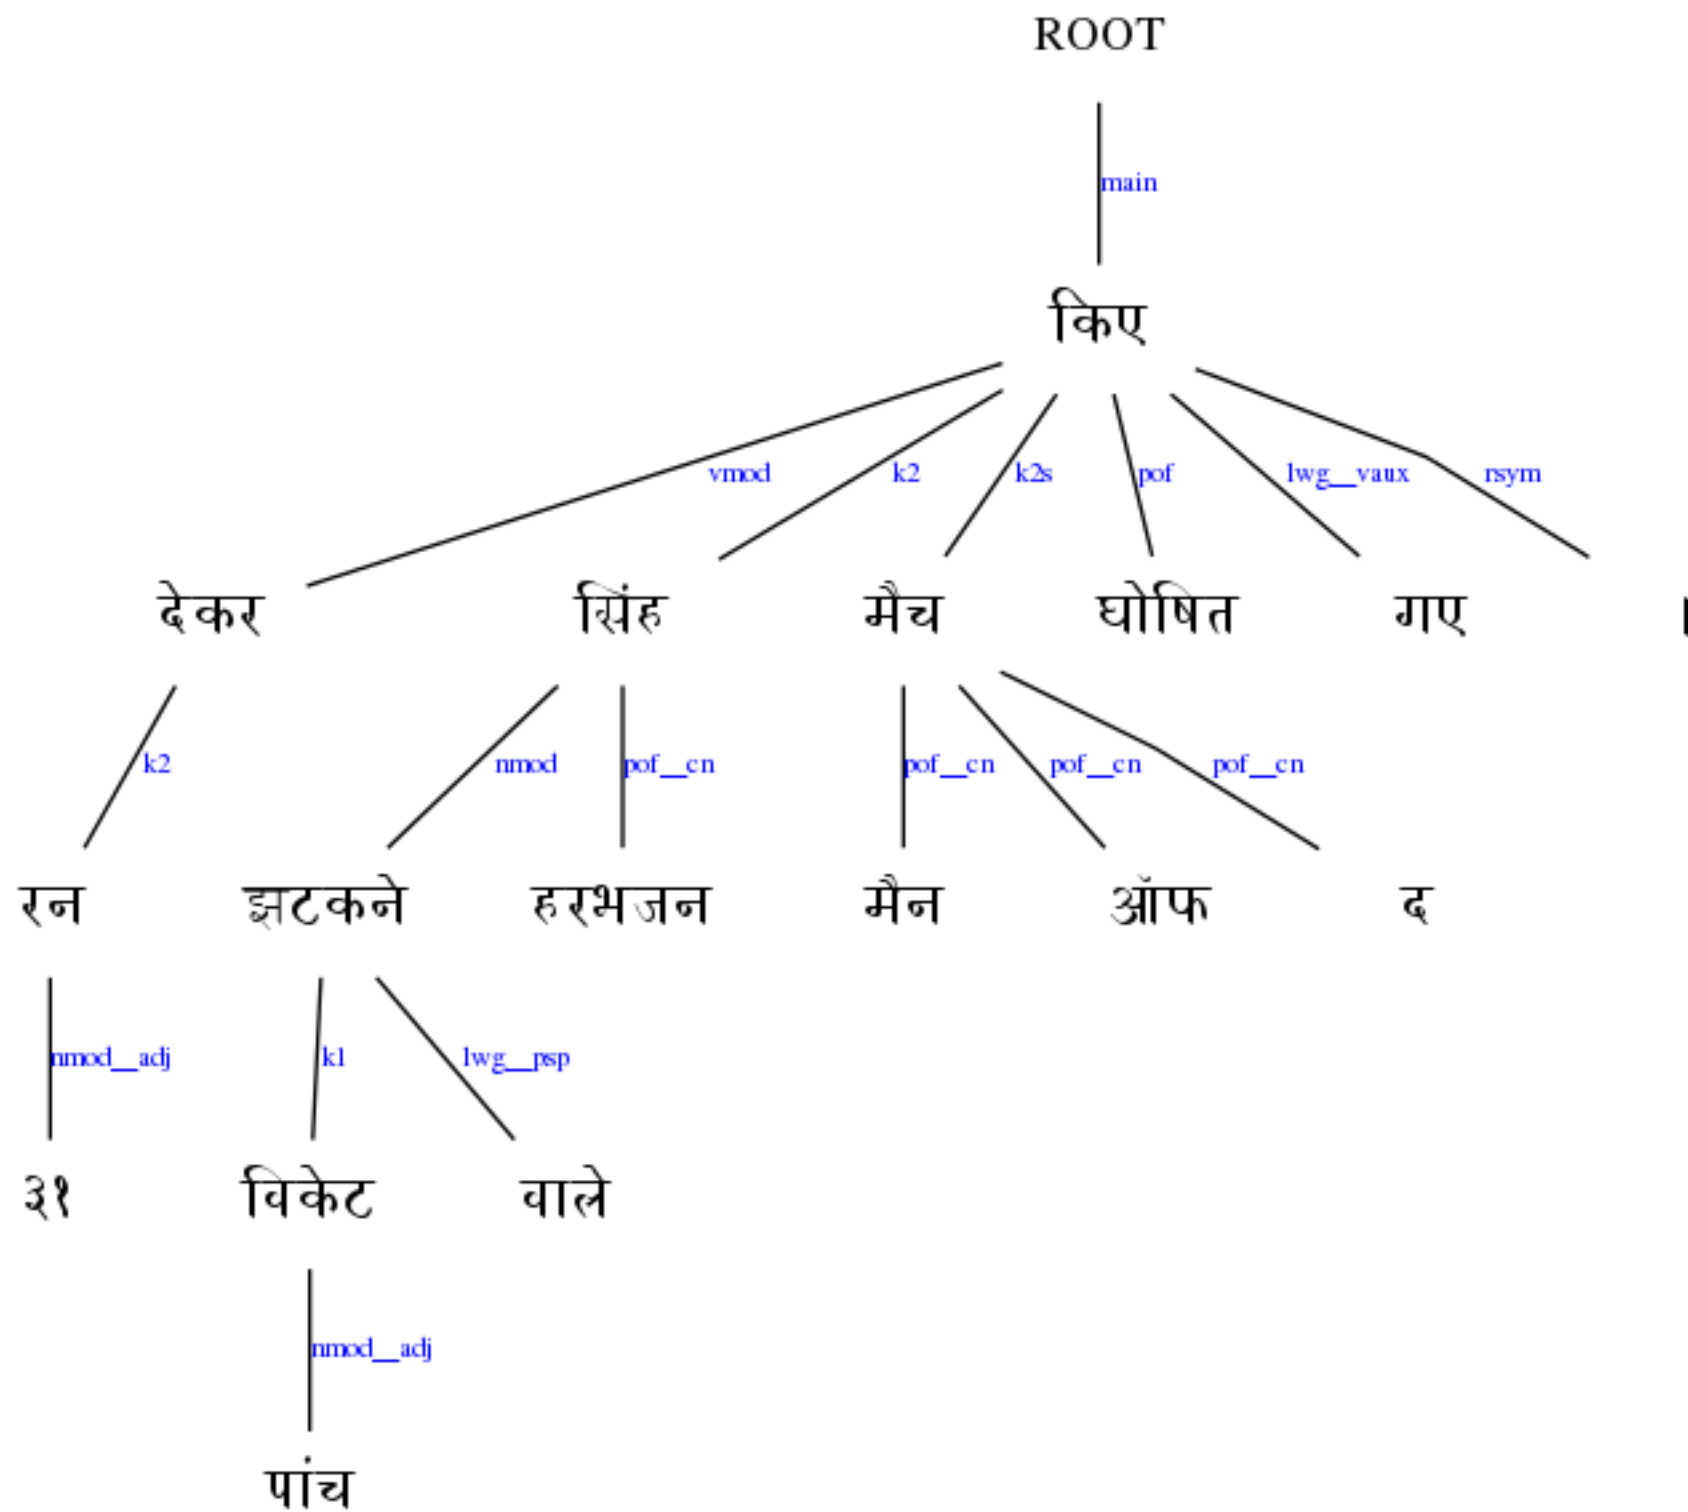 ROOT
main
किए
vmod k2 k2s pof lwg__vaux rsym
देकर सिंह मैच घोषित गए ।
k2 nmod pof__cn pof__cn pof__cn pof__cn
रन झटकने हरभजन मैन ऑफ द
nmod__adj k1 lwg__psp
३१ विकेट वाले
nmod__adj
पांच